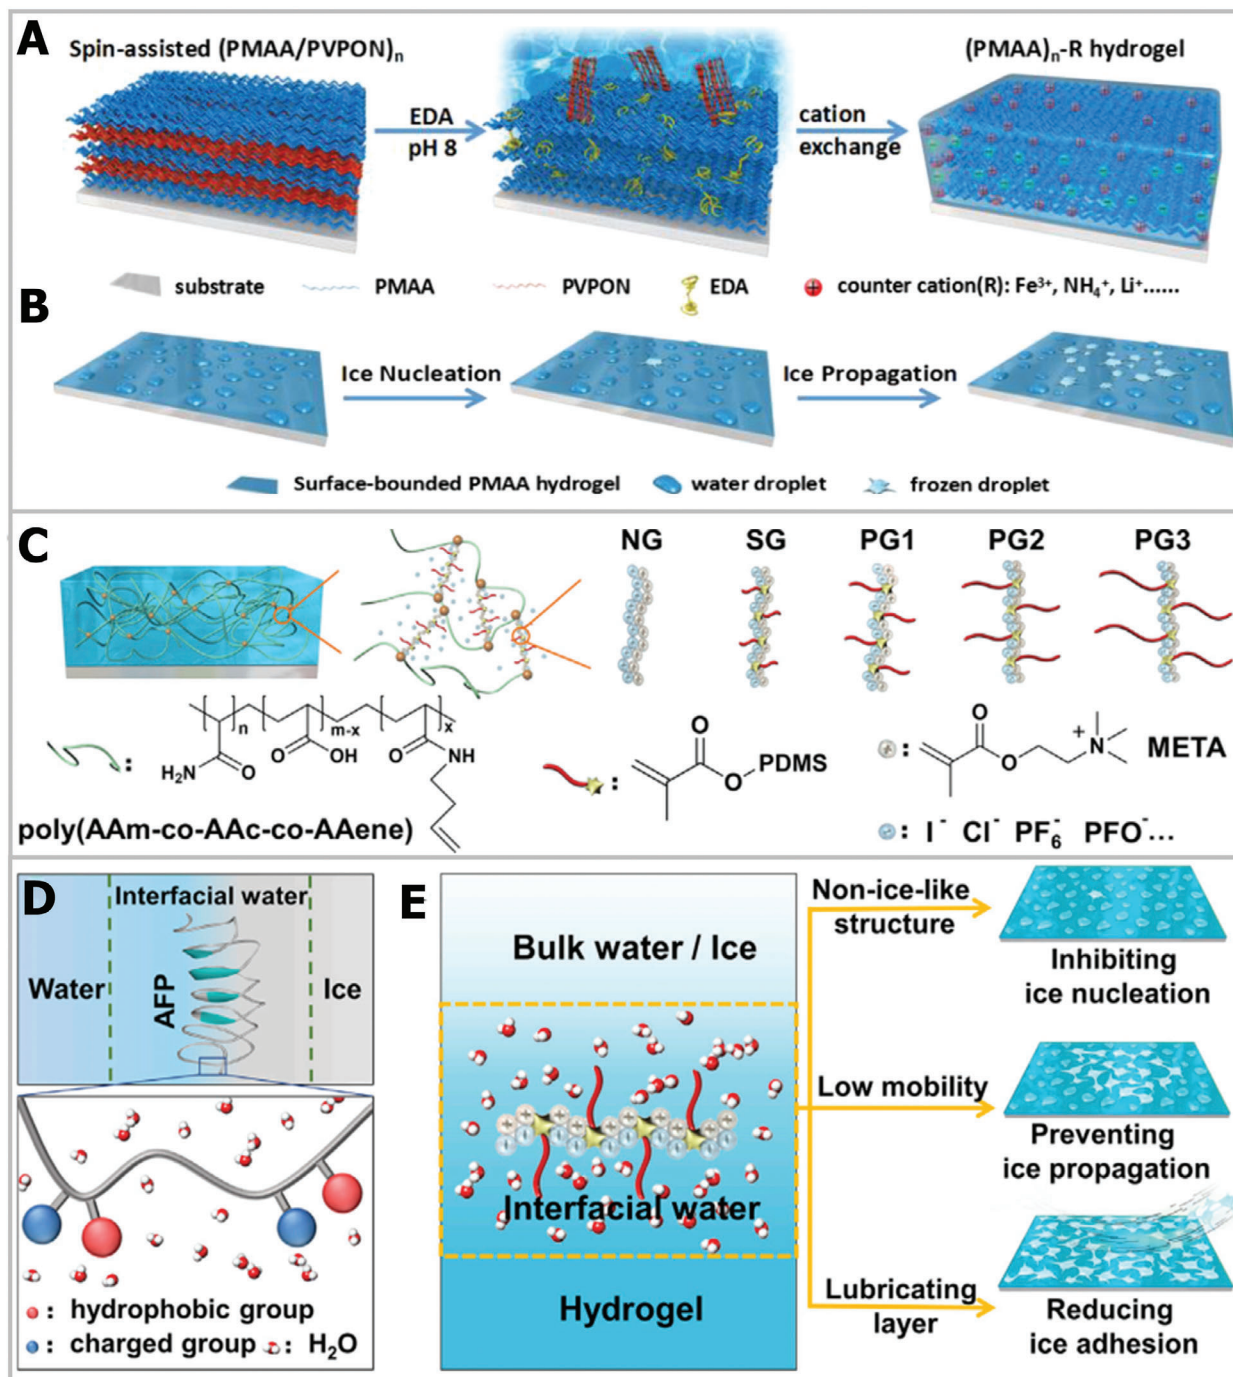 A
Spin-assisted (PMAA/PVPON)n
(PMAA)n-R hydrogel
EDA
pH 8
cation
exchange
substrate
PMAA
PVPON
EDA
counter cation(R): Fe³⁺, NH₄⁺, Li⁺......
B
Ice Nucleation
Ice Propagation
Surface-bounded PMAA hydrogel
water droplet
frozen droplet
C
NG
SG
PG1
PG2
PG3
n
m-x
x
H₂N
O
O
OH
O
NH
:
poly(AAm-co-AAc-co-AAene)
:
O
O
PDMS
:
O
O
N
+
META
: I⁻ Cl⁻ PF₆⁻ PFO⁻...
D
Interfacial water
Water
AFP
Ice
: hydrophobic group
: charged group : H₂O
E
Bulk water / Ice
Interfacial water
Hydrogel
Non-ice-like
structure
Inhibiting
ice nucleation
Low mobility
Preventing
ice propagation
Lubricating
layer
Reducing
ice adhesion